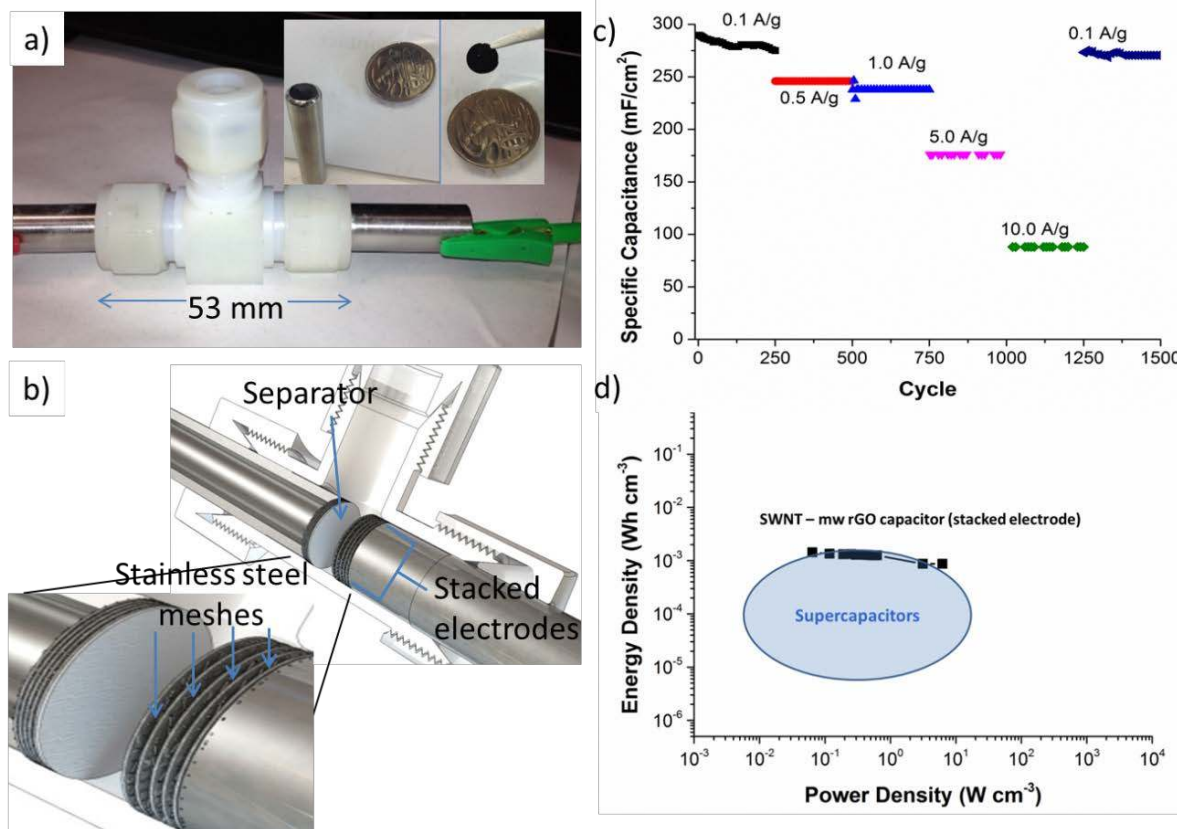 a)
53 mm
b)
Separator
Stainless steel
meshes
Stacked
electrodes
c)
Specific Capacitance (mF/cm²)
300
250
200
150
100
50
0
0.1 A/g
0.5 A/g
1.0 A/g
5.0 A/g
10.0 A/g
0.1 A/g
0
250
500
750
1000
1250
1500
Cycle
d)
Energy Density (Wh cm⁻³)
10⁻¹
10⁻²
10⁻³
10⁻⁴
10⁻⁵
10⁻⁶
SWNT – mw rGO capacitor (stacked electrode)
Supercapacitors
10⁻³
10⁻²
10⁻¹
10⁰
10¹
10²
10³
10⁴
Power Density (W cm⁻³)